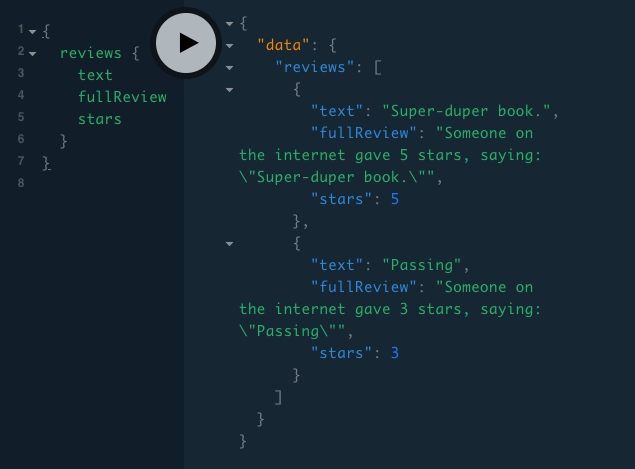 1 {
2 reviews {
3 text
4 fullReview
5 stars
6 }
7 }
8
{
"data": {
"reviews": [
{
"text": "Super-duper book.",
"fullReview": "Someone on
the internet gave 5 stars, saying:
\"Super-duper book.\"",
"stars": 5
},
{
"text": "Passing",
"fullReview": "Someone on
the internet gave 3 stars, saying:
\"Passing\"",
"stars": 3
}
]
}
}